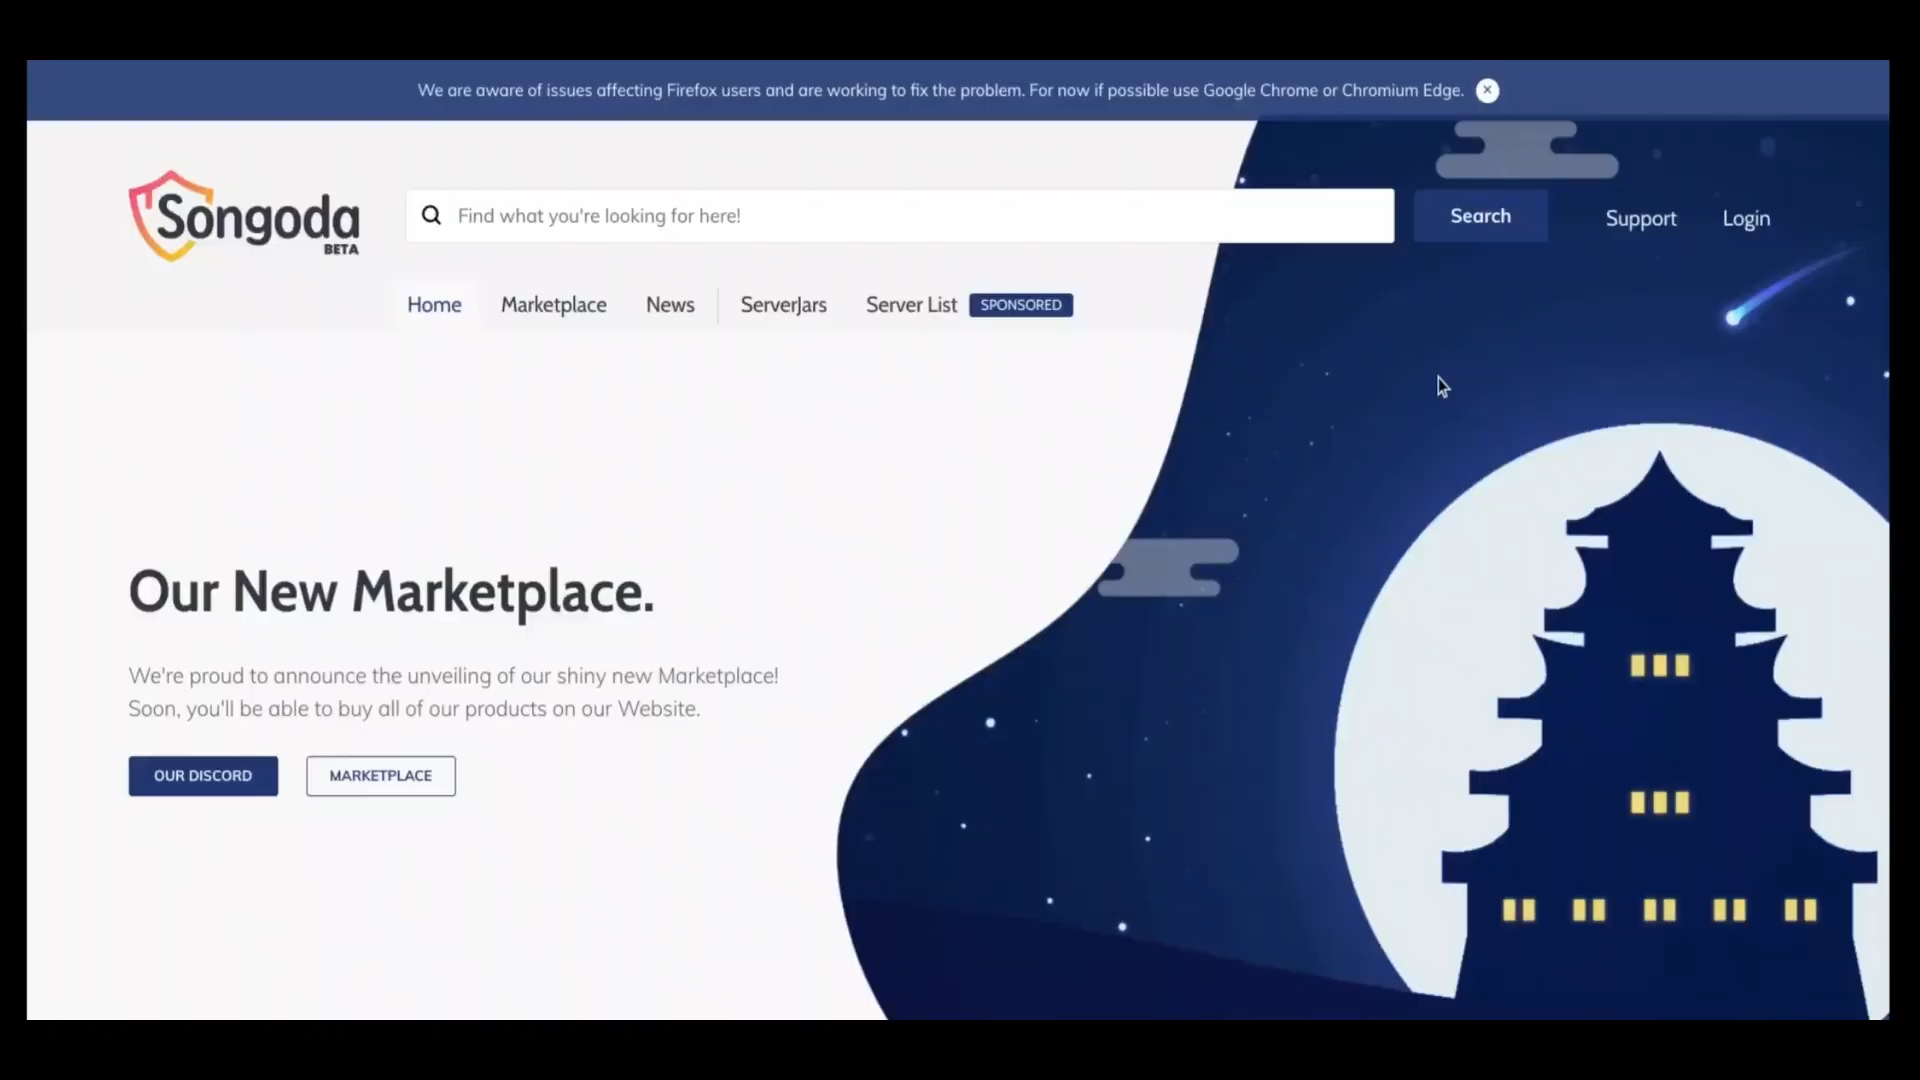 We are aware of issues affecting Firefox users and are working to fix the problem. For now if possible use Google Chrome or Chromium Edge.
Songoda
BETA
Find what you're looking for here!
Search
Support
Login
Home
Marketplace
News
ServerJars
Server List
SPONSORED
Our New Marketplace.
We're proud to announce the unveiling of our shiny new Marketplace!
Soon, you'll be able to buy all of our products on our Website.
OUR DISCORD
MARKETPLACE